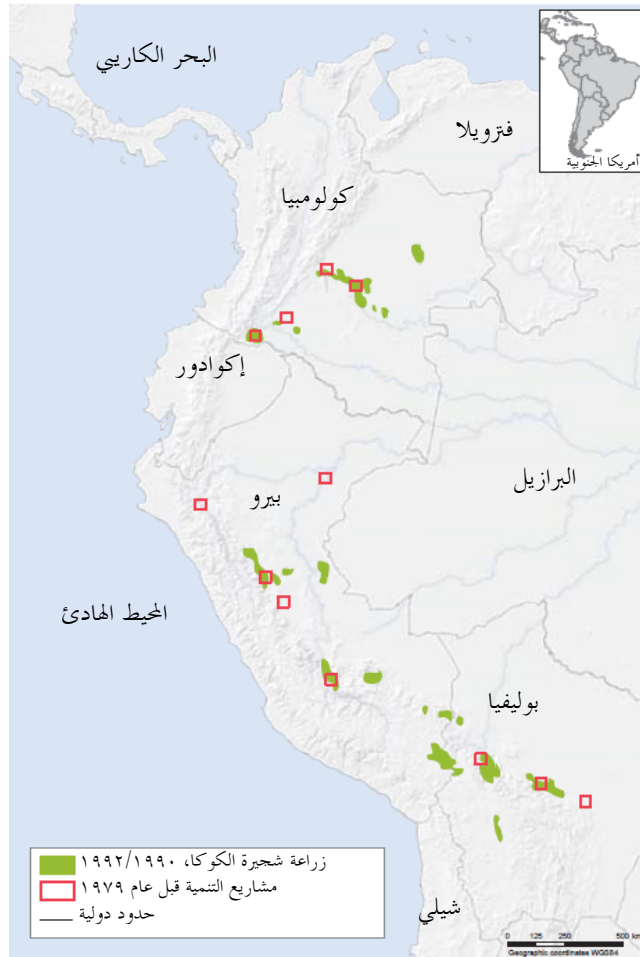 البحر الكاريبي
فنزويلا
أمريكا الجنوبية
كولومبيا
إكوادور
البرازيل
بيرو
المحيط الهادئ
بوليفيا
شيلي
زراعة شجيرة الكوكا، ١٩٩٢/١٩٩٠
مشاريع التنمية قبل عام ١٩٧٩
حدود دولية
0 125 250 500 km
Geographic coordinates WGS84